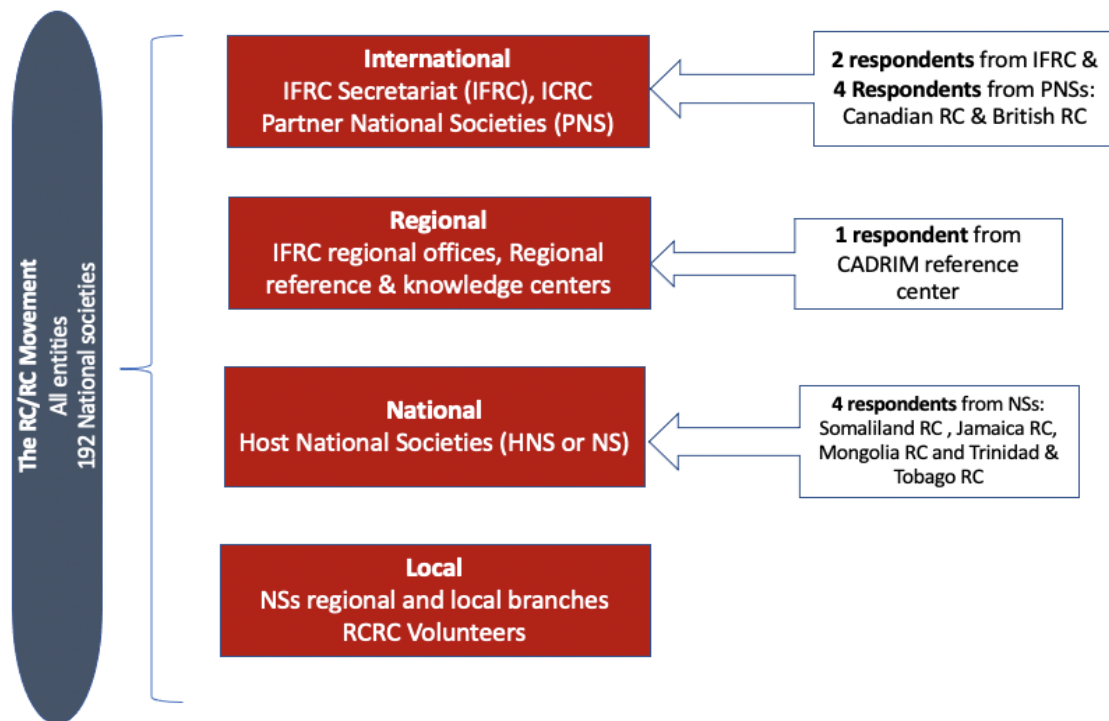 The RC/RC Movement
All entities
192 National societies
International
IFRC Secretariat (IFRC), ICRC
Partner National Societies (PNS)
2 respondents from IFRC &
4 Respondents from PNSs:
Canadian RC & British RC
Regional
IFRC regional offices, Regional
reference & knowledge centers
1 respondent from
CADRIM reference
center
National
Host National Societies (HNS or NS)
4 respondents from NSs:
Somaliland RC , Jamaica RC,
Mongolia RC and Trinidad &
Tobago RC
Local
NSs regional and local branches
RCRC Volunteers